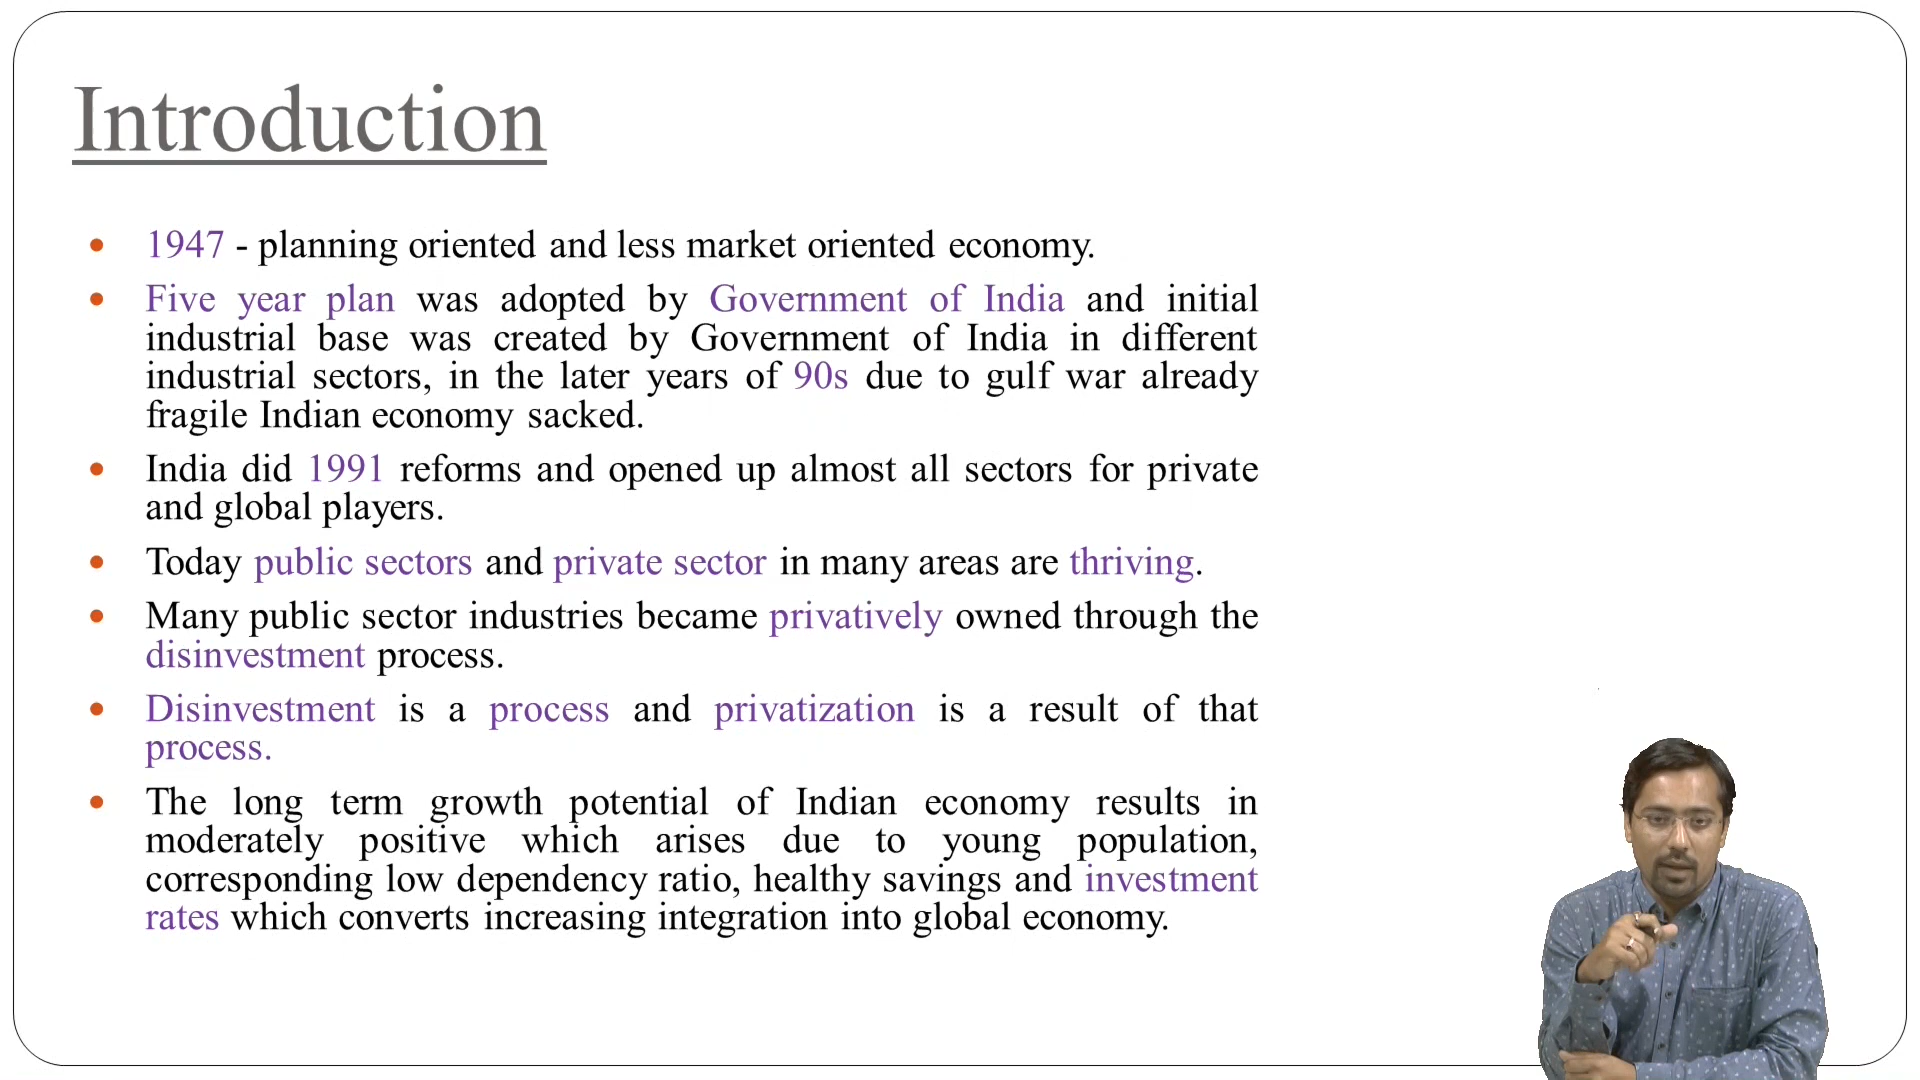 Introduction
• 1947 - planning oriented and less market oriented economy.
• Five year plan was adopted by Government of India and initial
industrial base was created by Government of India in different
industrial sectors, in the later years of 90s due to gulf war already
fragile Indian economy sacked.
• India did 1991 reforms and opened up almost all sectors for private
and global players.
• Today public sectors and private sector in many areas are thriving.
• Many public sector industries became privatively owned through the
disinvestment process.
• Disinvestment is a process and privatization is a result of that
process.
• The long term growth potential of Indian economy results in
moderately positive which arises due to young population,
corresponding low dependency ratio, healthy savings and investment
rates which converts increasing integration into global economy.